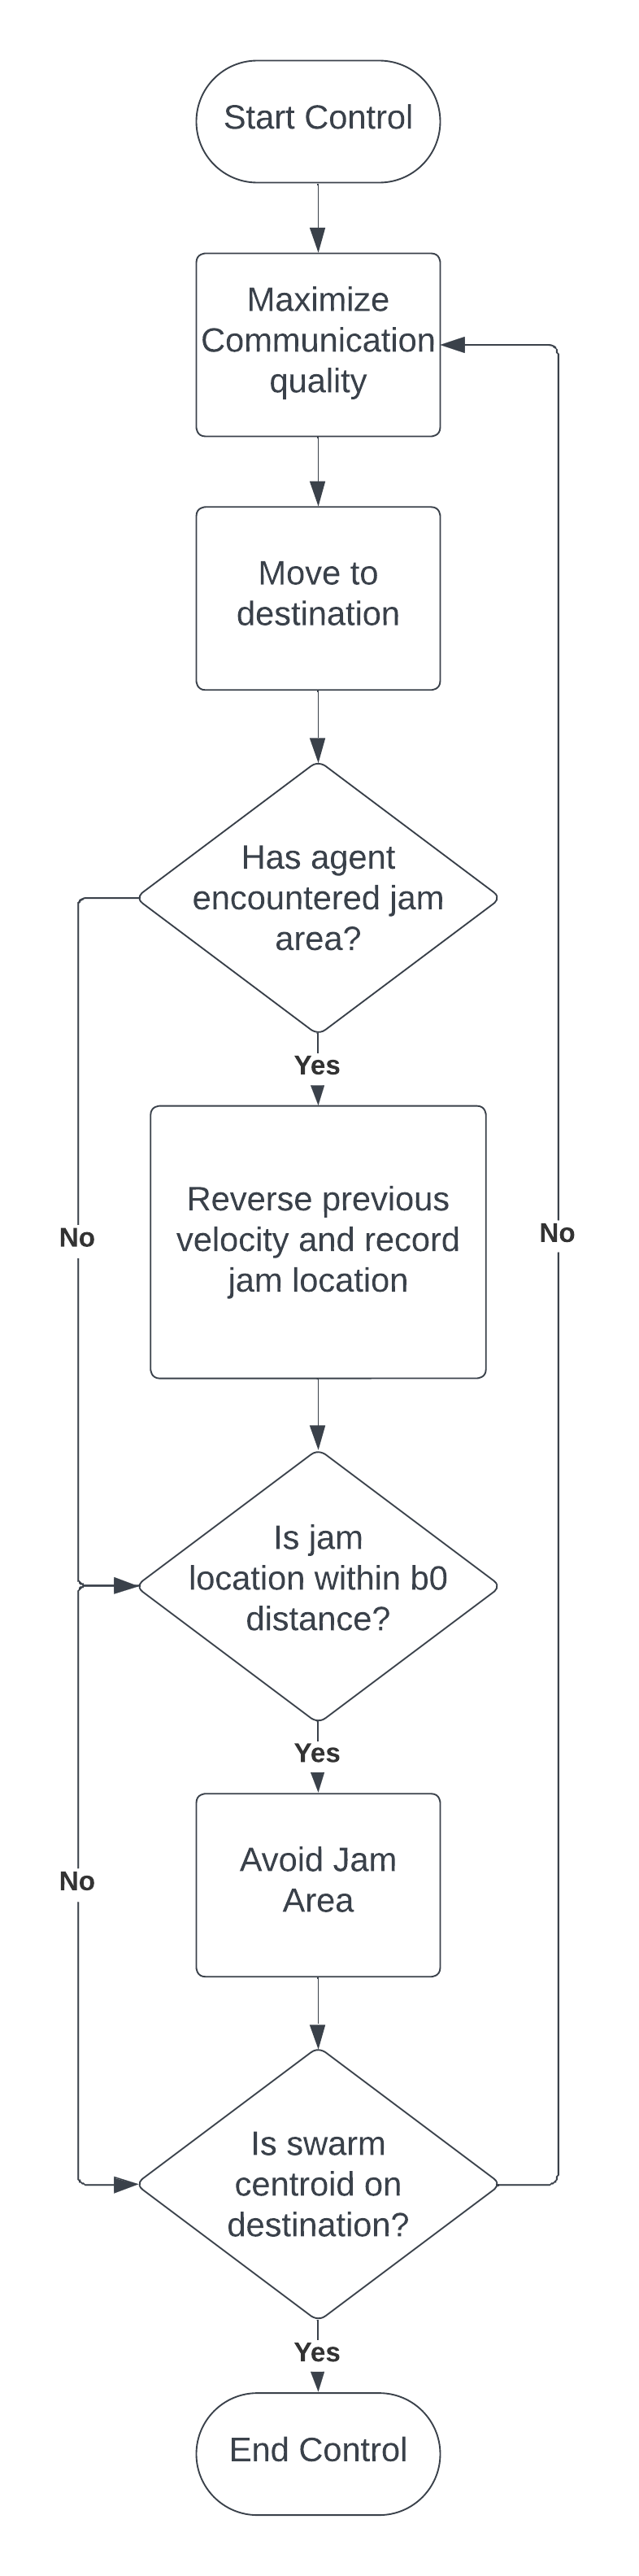 Start Control
Maximize
Communication
quality
Move to
destination
Has agent
encountered jam
area?
Yes
Reverse previous
velocity and record
jam location
No
No
Is jam
location within b0
distance?
Yes
Avoid Jam
Area
No
Is swarm
centroid on
destination?
Yes
End Control